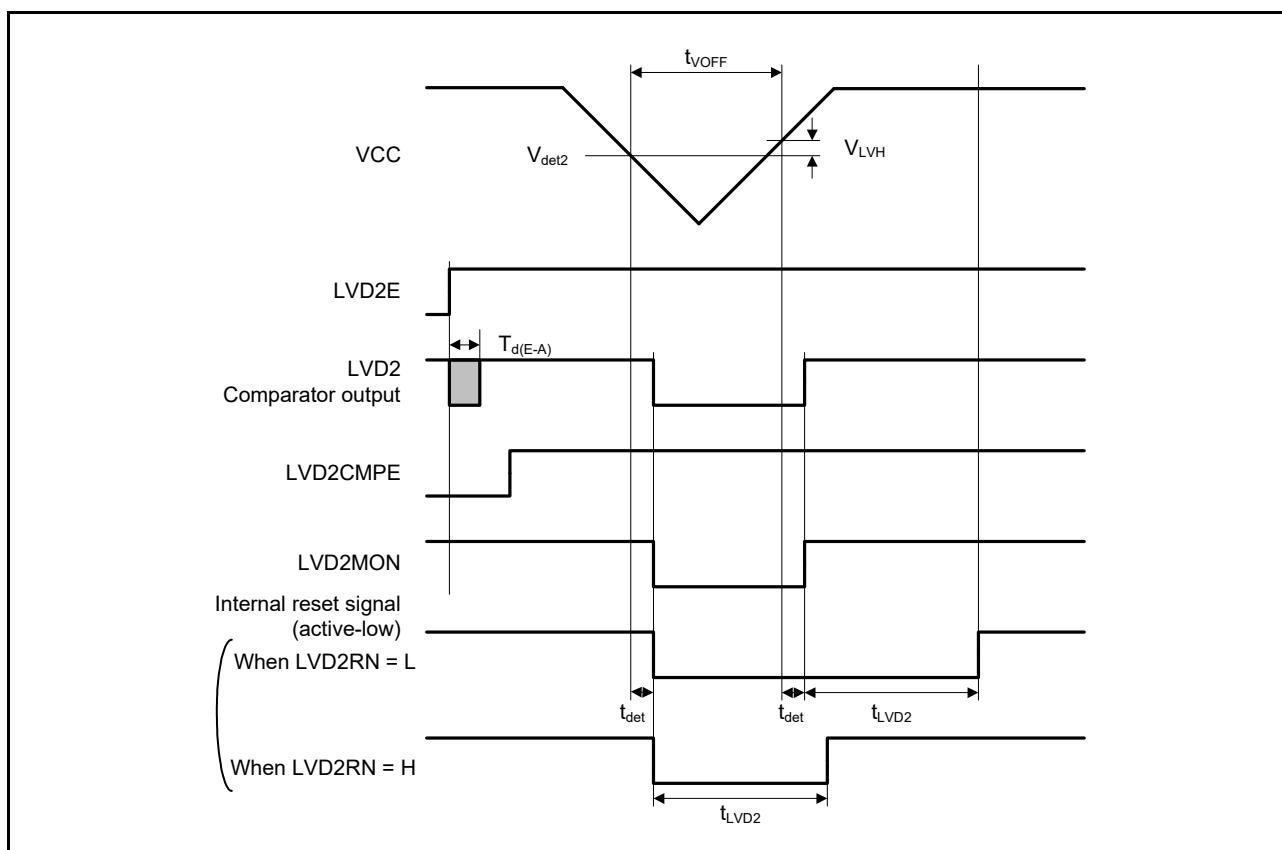 tVOFF
VCC
Vdet2
VLVH
LVD2E
Td(E-A)
LVD2
Comparator output
LVD2CMPE
LVD2MON
Internal reset signal
(active-low)
When LVD2RN = L
tdet
tdet
tLVD2
When LVD2RN = H
tLVD2